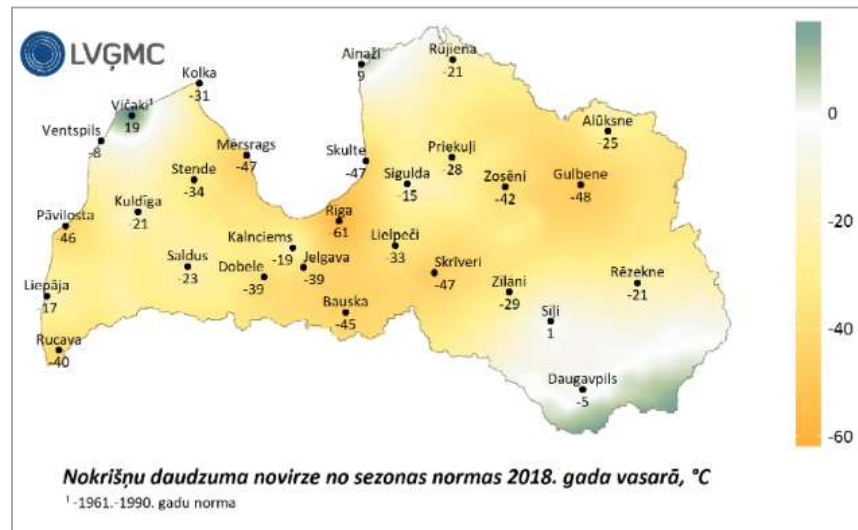 LVĢMC
Ainaži
9
Rūjiena
-21
Kolka
-31
Vičaki¹
19
Ventspils
-8
Mērsrags
-47
Skulte
-47
Priekuļi
-28
Alūksne
-25
Stende
-34
Sigulda
-15
Zosēni
-42
Gulbene
-48
Kuldīga
-21
Pāvilosta
-46
Rīga
-61
Kalnciems
-19
Lielpeči
-33
Saldus
-23
Dobele
-39
Jelgava
-39
Skrīveri
-47
Zīlāni
-29
Rēzekne
-21
Liepāja
-17
Bauska
-45
Sīļi
1
Rucava
-40
Daugavpils
-5
0
-20
-40
-60
Nokrišņu daudzuma novirze no sezonas normas 2018. gada vasarā, °C
¹ -1961.-1990. gadu norma